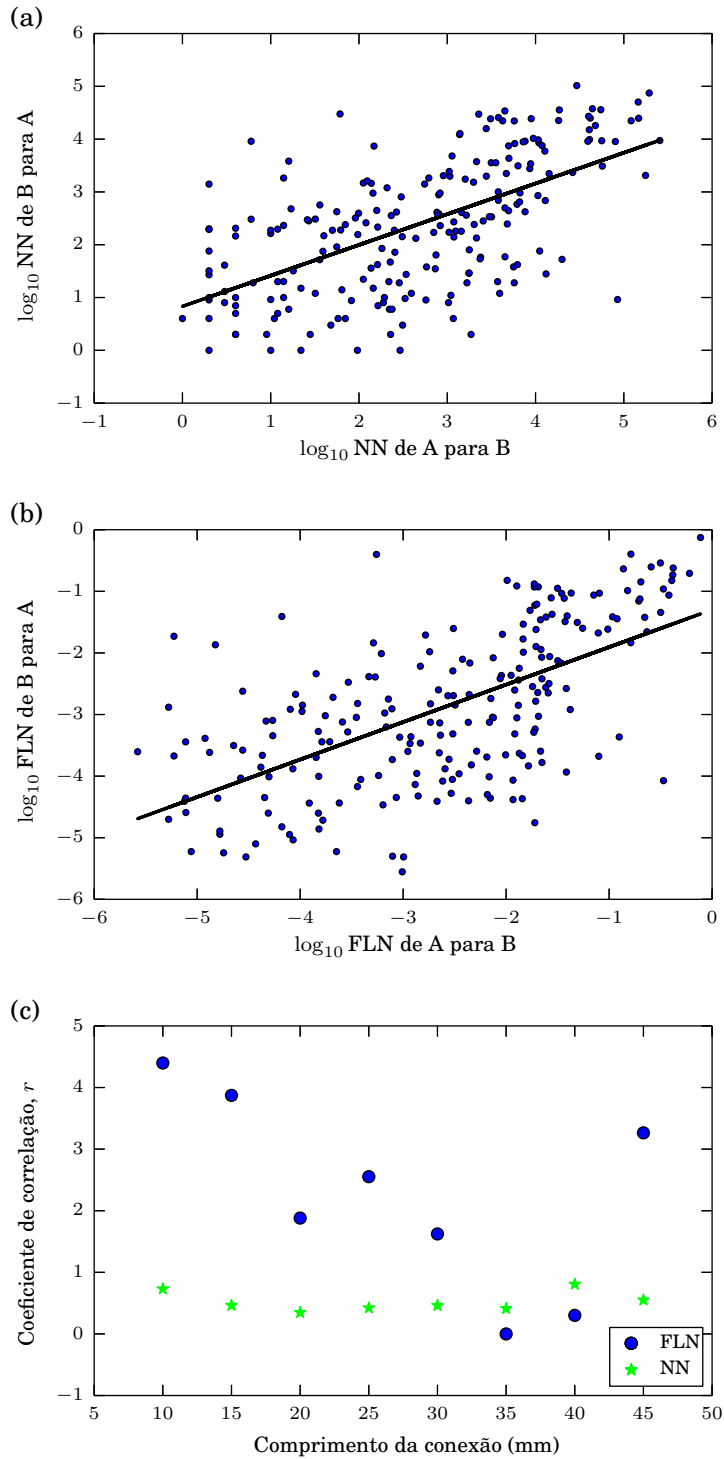 (a)
6
5
4
3
2
1
0
−1
log₁₀ NN de B para A
−1 0 1 2 3 4 5 6
log₁₀ NN de A para B
(b)
0
−1
−2
−3
−4
−5
−6
log₁₀ FLN de B para A
−6 −5 −4 −3 −2 −1 0
log₁₀ FLN de A para B
(c)
5
4
3
2
1
0
−1
Coeficiente de correlação, r
FLN
NN
5 10 15 20 25 30 35 40 45 50
Comprimento da conexão (mm)